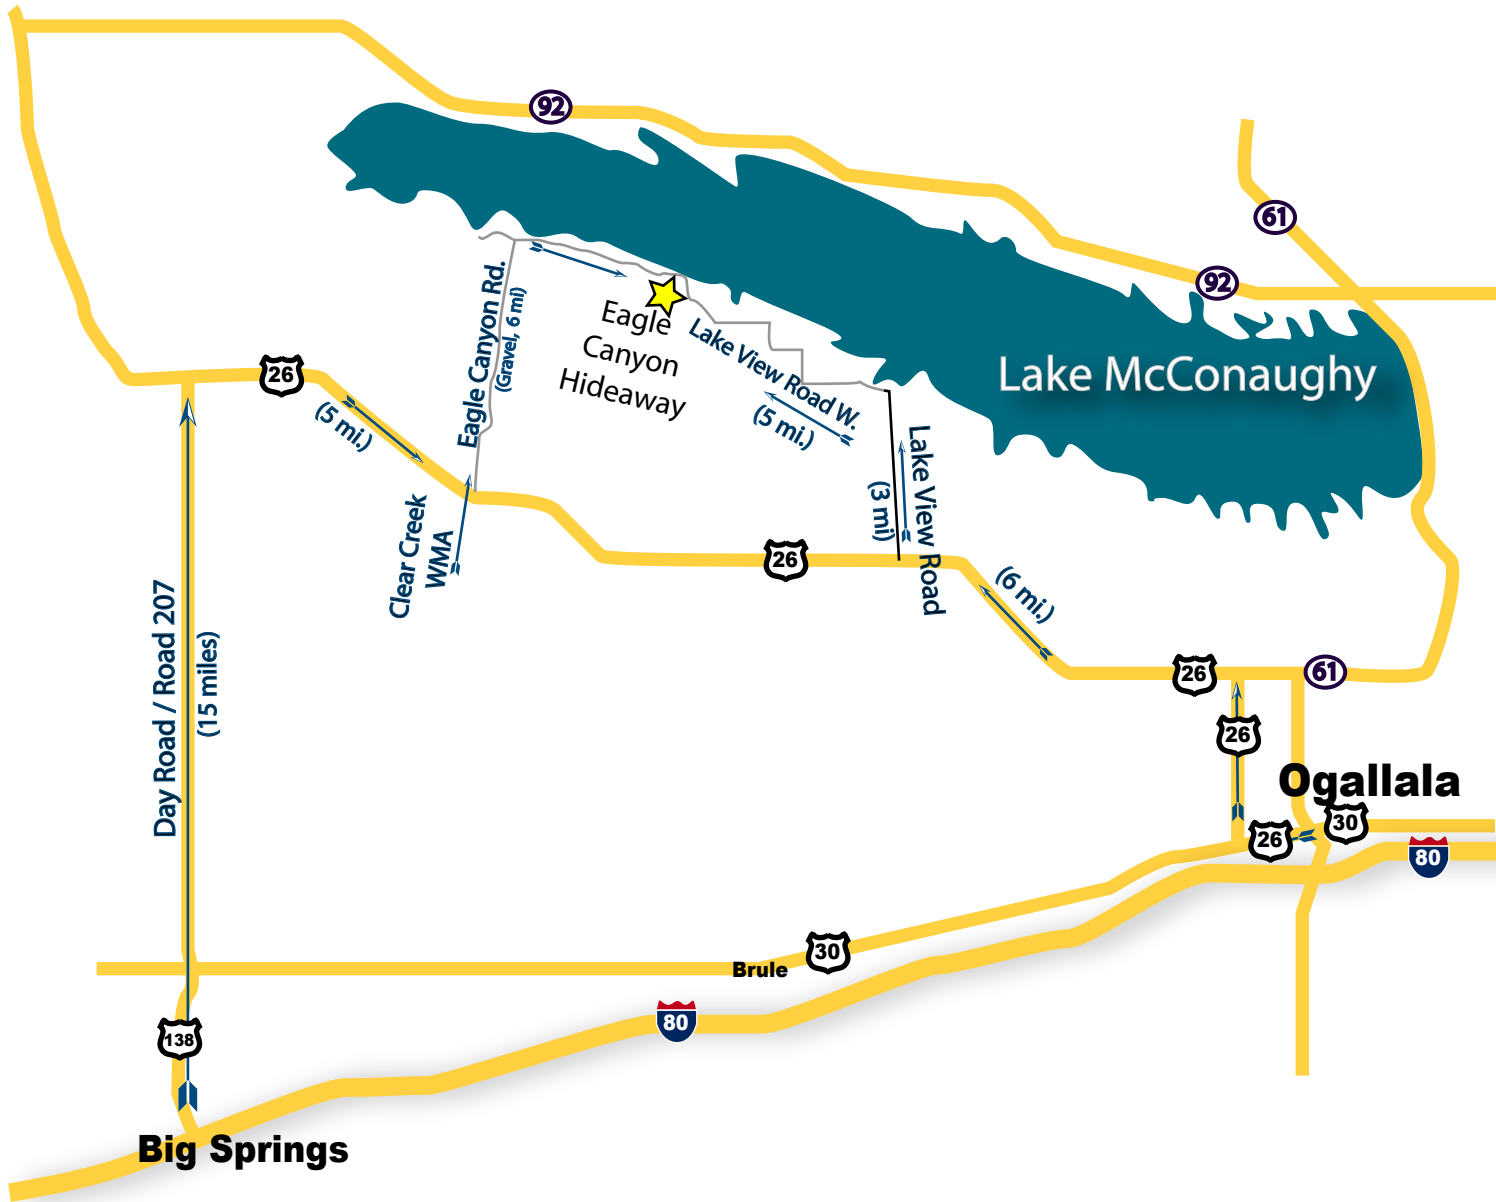 92
61
92
Lake McConaughy
Eagle Canyon Rd.
(Gravel, 6 mi)
Eagle
Canyon
Hideaway
Lake View Road W.
(5 mi.)
26
(5 mi.)
Lake View Road
(3 mi)
Clear Creek
WMA
26
(6 mi.)
Day Road / Road 207
(15 miles)
26
61
26
Ogallala
26
30
80
30
Brule
80
138
Big Springs